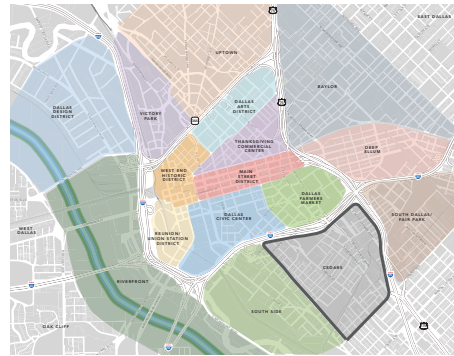 EAST DALLAS
UPTOWN
BAYLOR
DALLAS
DESIGN
DISTRICT
VICTORY
PARK
DALLAS
ARTS
DISTRICT
THANKSGIVING
COMMERCIAL
CENTER
DEEP
ELLUM
WEST END
HISTORIC
DISTRICT
MAIN
STREET
DISTRICT
DALLAS
FARMERS
MARKET
SOUTH DALLAS/
FAIR PARK
DALLAS
CIVIC CENTER
WEST
DALLAS
REUNION/
UNION STATION
DISTRICT
CEDARS
RIVERFRONT
SOUTH SIDE
OAK CLIFF